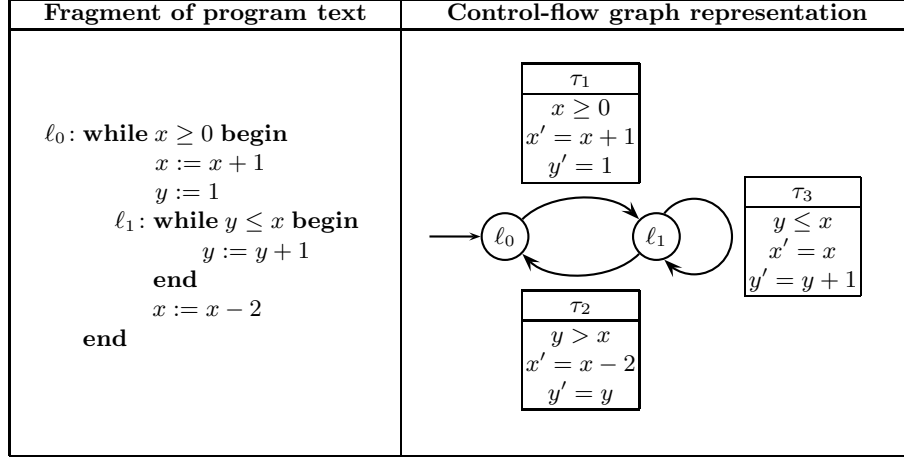 Fragment of program text
Control-flow graph representation
ℓ0: while x ≥ 0 begin
x := x + 1
y := 1
ℓ1: while y ≤ x begin
y := y + 1
end
x := x − 2
end
τ1
x ≥ 0
x′ = x + 1
y′ = 1
ℓ0
ℓ1
τ3
y ≤ x
x′ = x
y′ = y + 1
τ2
y > x
x′ = x − 2
y′ = y